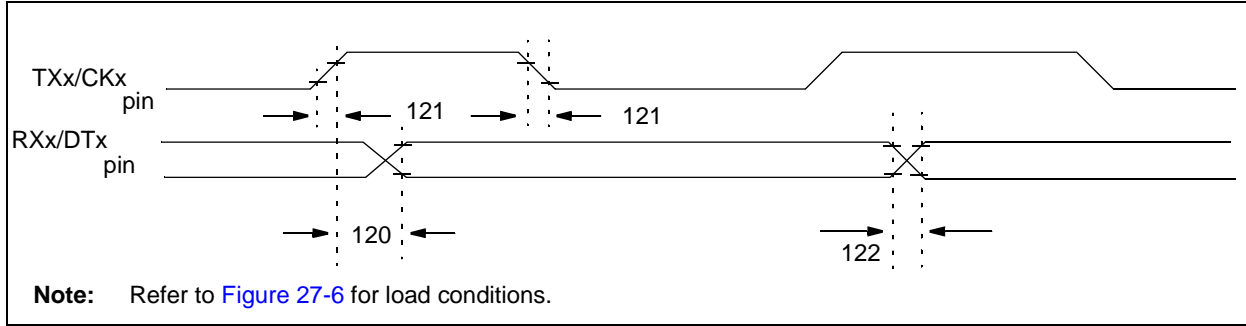 TXx/CKx
pin
121
121
RXx/DTx
pin
120
122
Note: Refer to Figure 27-6 for load conditions.